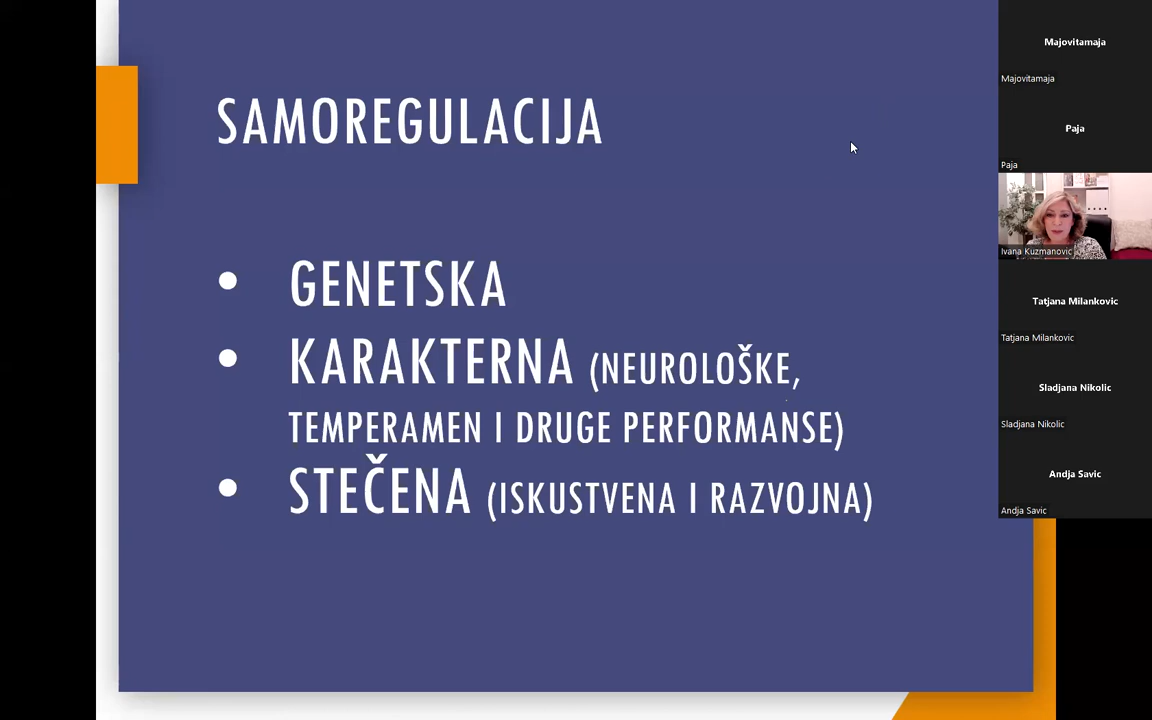 SAMOREGULACIJA
• GENETSKA
• KARAKTERNA (NEUROLOŠKE,
TEMPERAMEN I DRUGE PERFORMANSE)
• STEČENA (ISKUSTVENA I RAZVOJNA)
Majovitamaja
Majovitamaja
Paja
Paja
Ivana Kuzmanovic
Tatjana Milankovic
Tatjana Milankovic
Sladjana Nikolic
Sladjana Nikolic
Andja Savic
Andja Savic